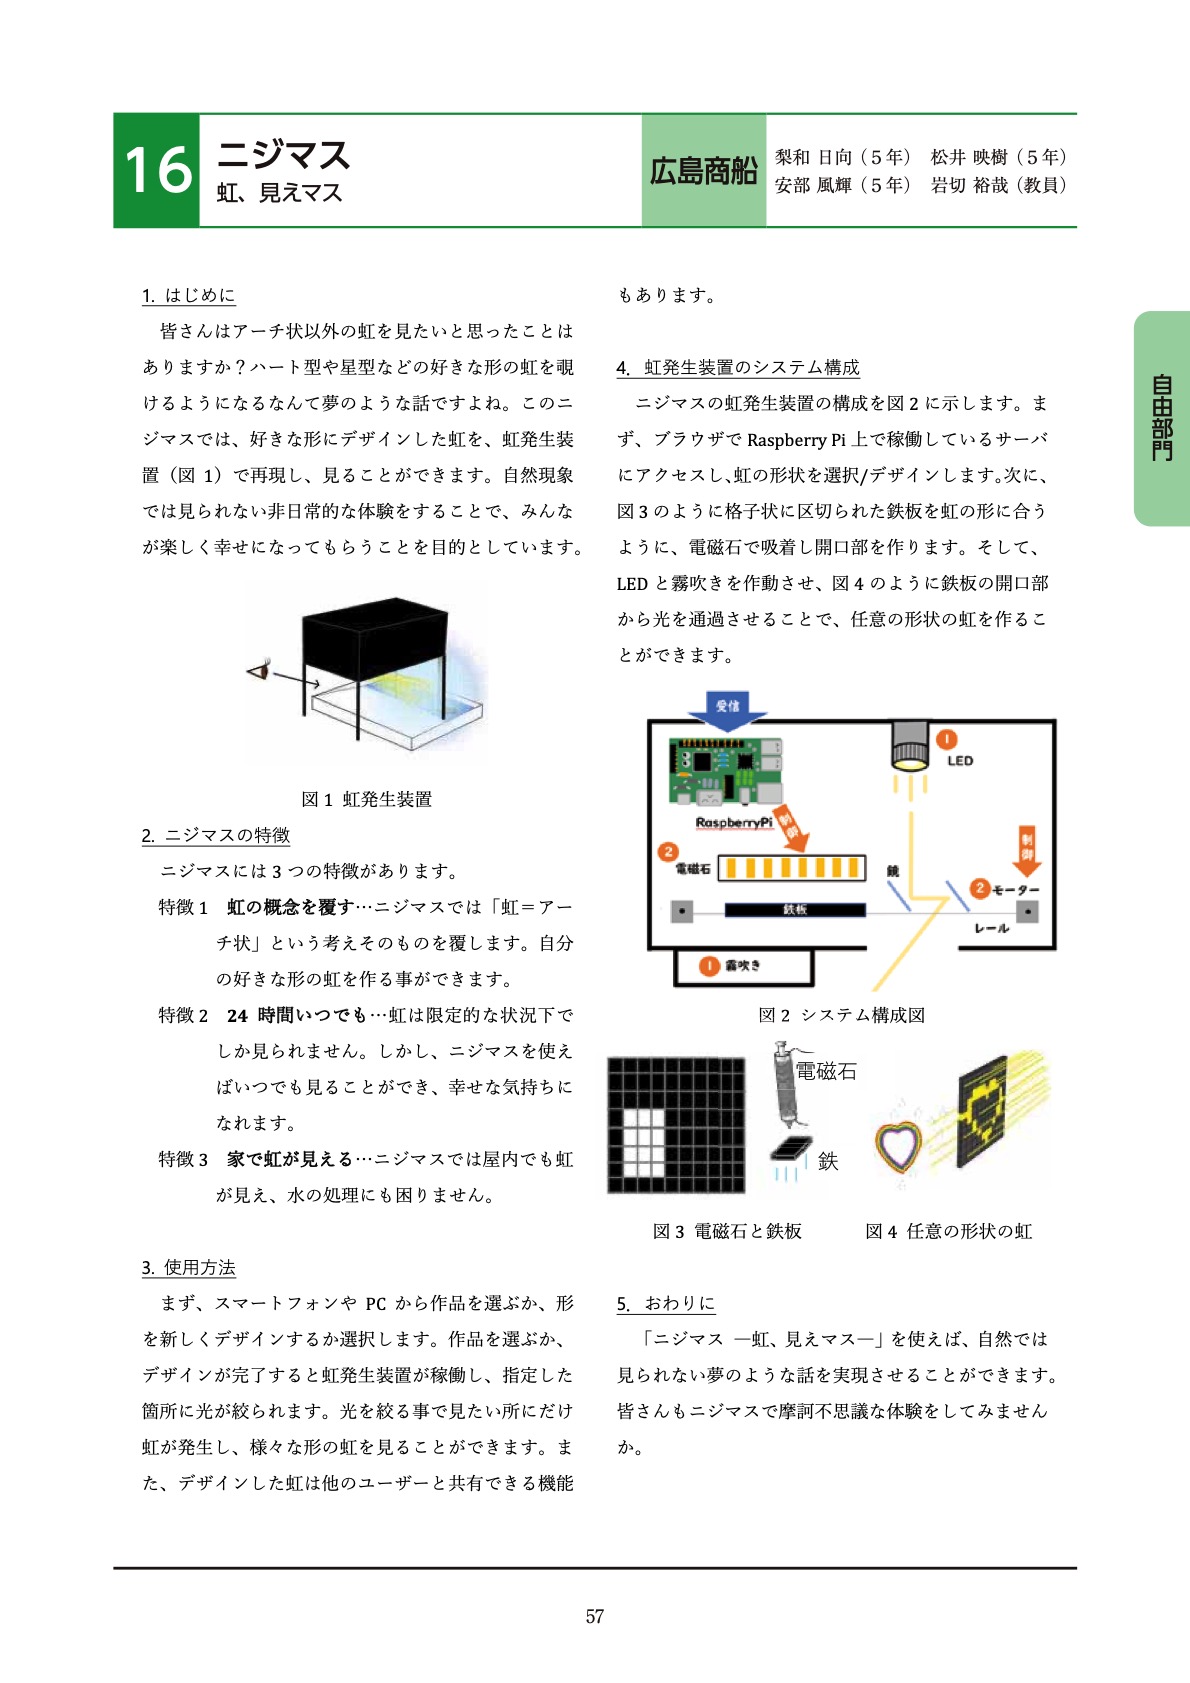 16
ニジマス
虹、見えマス
広島商船
梨和 日向（５年） 松井 映樹（５年）
安部 風輝（５年） 岩切 裕哉（教員）
自由部門
1. はじめに
皆さんはアーチ状以外の虹を見たいと思ったことは
ありますか？ハート型や星型などの好きな形の虹を覗
けるようになるなんて夢のような話ですよね。このニ
ジマスでは、好きな形にデザインした虹を、虹発生装
置（図 1）で再現し、見ることができます。自然現象
では見られない非日常的な体験をすることで、みんな
が楽しく幸せになってもらうことを目的としています。
図 1 虹発生装置
2. ニジマスの特徴
ニジマスには 3 つの特徴があります。
特徴 1 虹の概念を覆す…ニジマスでは「虹＝アー
チ状」という考えそのものを覆します。自分
の好きな形の虹を作る事ができます。
特徴 2 24 時間いつでも…虹は限定的な状況下で
しか見られません。しかし、ニジマスを使え
ばいつでも見ることができ、幸せな気持ちに
なれます。
特徴 3 家で虹が見える…ニジマスでは屋内でも虹
が見え、水の処理にも困りません。
3. 使用方法
まず、スマートフォンや PC から作品を選ぶか、形
を新しくデザインするか選択します。作品を選ぶか、
デザインが完了すると虹発生装置が稼働し、指定した
箇所に光が絞られます。光を絞る事で見たい所にだけ
虹が発生し、様々な形の虹を見ることができます。ま
た、デザインした虹は他のユーザーと共有できる機能
もあります。
4. 虹発生装置のシステム構成
ニジマスの虹発生装置の構成を図 2 に示します。ま
ず、ブラウザで Raspberry Pi 上で稼働しているサーバ
にアクセスし、虹の形状を選択/デザインします。次に、
図 3 のように格子状に区切られた鉄板を虹の形に合う
ように、電磁石で吸着し開口部を作ります。そして、
LED と霧吹きを作動させ、図 4 のように鉄板の開口部
から光を通過させることで、任意の形状の虹を作るこ
とができます。
受信
1
LED
RaspberryPi
制御
2
電磁石
鏡
制御
2 モーター
鉄板
レール
1 霧吹き
図 2 システム構成図
電磁石
鉄
図 3 電磁石と鉄板
図 4 任意の形状の虹
5. おわりに
「ニジマス ―虹、見えマス―」を使えば、自然では
見られない夢のような話を実現させることができます。
皆さんもニジマスで摩訶不思議な体験をしてみません
か。
57